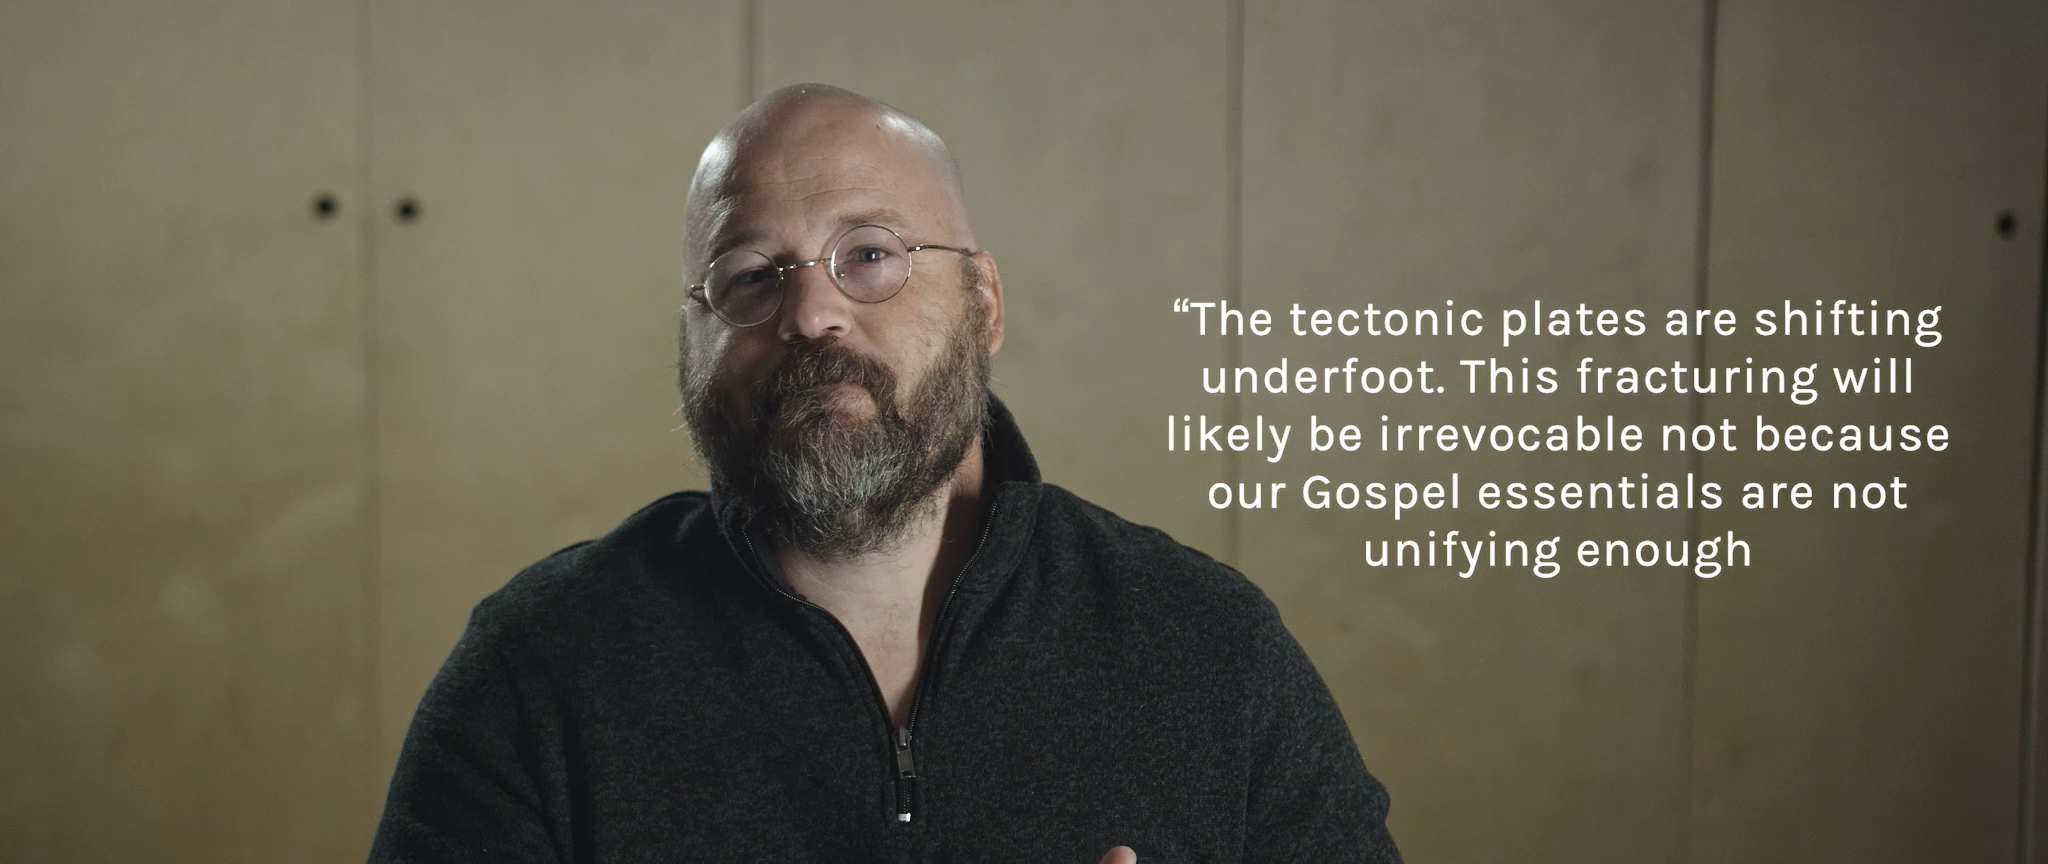 “The tectonic plates are shifting
underfoot. This fracturing will
likely be irrevocable not because
our Gospel essentials are not
unifying enough